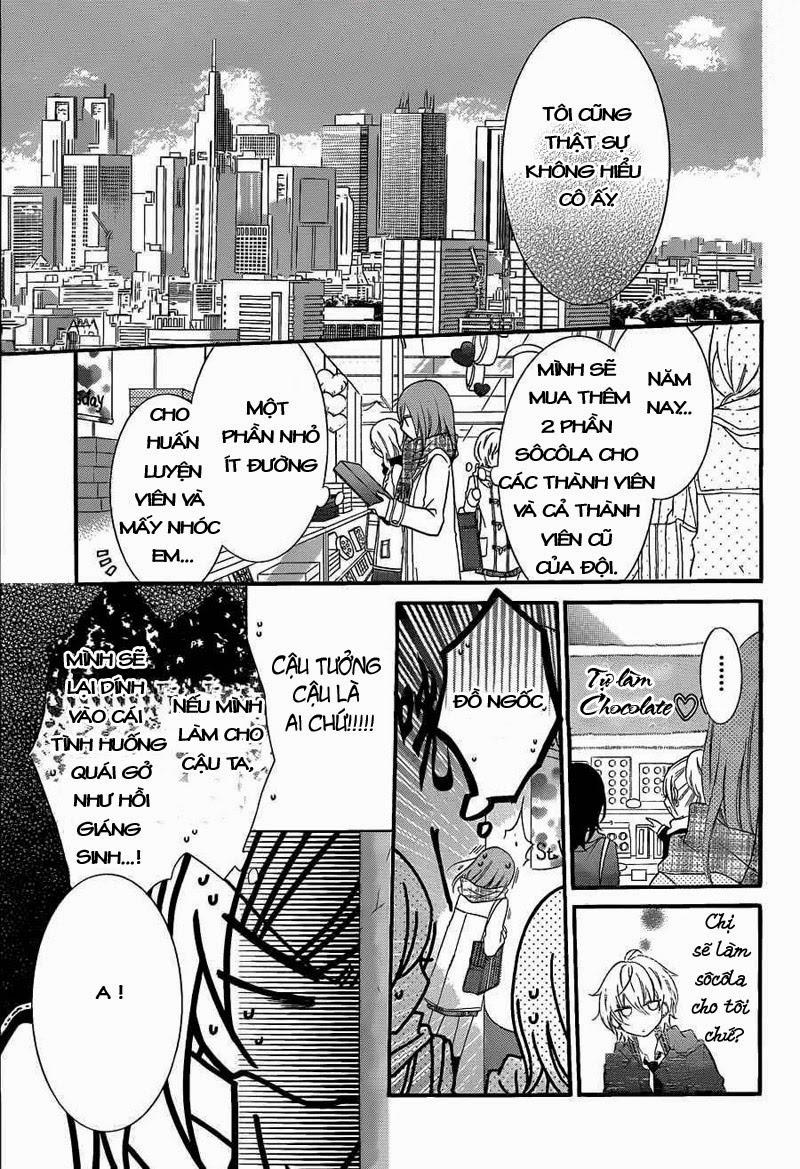 TÔI CŨNG
THẬT SỰ
KHÔNG HIỂU
CÔ ẤY.
NĂM
NAY...
MÌNH SẼ
MUA THÊM
2 PHẦN
SÔCÔLA CHO
CÁC THÀNH VIÊN
VÀ CẢ THÀNH
VIÊN CŨ
CỦA ĐỘI.
MỘT
PHẦN NHỎ
ÍT ĐƯỜNG
CHO
HUẤN
LUYỆN
VIÊN VÀ
MẤY NHÓC
EM...
sday
......
Tự làm
Chocolate♡
Chị
sẽ làm
sôcôla
cho tôi
chứ?
ĐỒ NGỐC,
St
CẬU TƯỞNG
CẬU LÀ
AI CHỨ!!!!!
NẾU MÌNH
LÀM CHO
CẬU TA,
MÌNH SẼ
LẠI DÍNH
VÀO CÁI
TÌNH HUỐNG
QUÁI GỞ
NHƯ HỒI
GIÁNG
SINH...!
A !